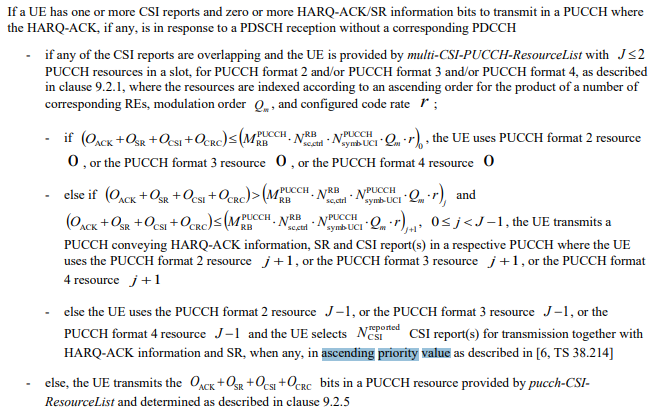 If a UE has one or more CSI reports and zero or more HARQ-ACK/SR information bits to transmit in a PUCCH where
the HARQ-ACK, if any, is in response to a PDSCH reception without a corresponding PDCCH
- if any of the CSI reports are overlapping and the UE is provided by multi-CSI-PUCCH-ResourceList with J ≤ 2
PUCCH resources in a slot, for PUCCH format 2 and/or PUCCH format 3 and/or PUCCH format 4, as described
in clause 9.2.1, where the resources are indexed according to an ascending order for the product of a number of
corresponding REs, modulation order Q_m, and configured code rate r ;
- if (O_ACK + O_SR + O_CSI + O_CRC) ≤ (M_RB^PUCCH · N_sc,ctrl^RB · N_symb-UCI^PUCCH · Q_m · r)_0 , the UE uses PUCCH format 2 resource
0 , or the PUCCH format 3 resource 0 , or the PUCCH format 4 resource 0
- else if (O_ACK + O_SR + O_CSI + O_CRC) > (M_RB^PUCCH · N_sc,ctrl^RB · N_symb-UCI^PUCCH · Q_m · r)_j and
(O_ACK + O_SR + O_CSI + O_CRC) ≤ (M_RB^PUCCH · N_sc,ctrl^RB · N_symb-UCI^PUCCH · Q_m · r)_j+1 , 0 ≤ j < J − 1 , the UE transmits a
PUCCH conveying HARQ-ACK information, SR and CSI report(s) in a respective PUCCH where the UE
uses the PUCCH format 2 resource j + 1 , or the PUCCH format 3 resource j + 1 , or the PUCCH format
4 resource j + 1
- else the UE uses the PUCCH format 2 resource J − 1 , or the PUCCH format 3 resource J − 1 , or the
PUCCH format 4 resource J − 1 and the UE selects N_CSI^reported CSI report(s) for transmission together with
HARQ-ACK information and SR, when any, in ascending priority value as described in [6, TS 38.214]
- else, the UE transmits the O_ACK + O_SR + O_CSI + O_CRC bits in a PUCCH resource provided by pucch-CSI-
ResourceList and determined as described in clause 9.2.5